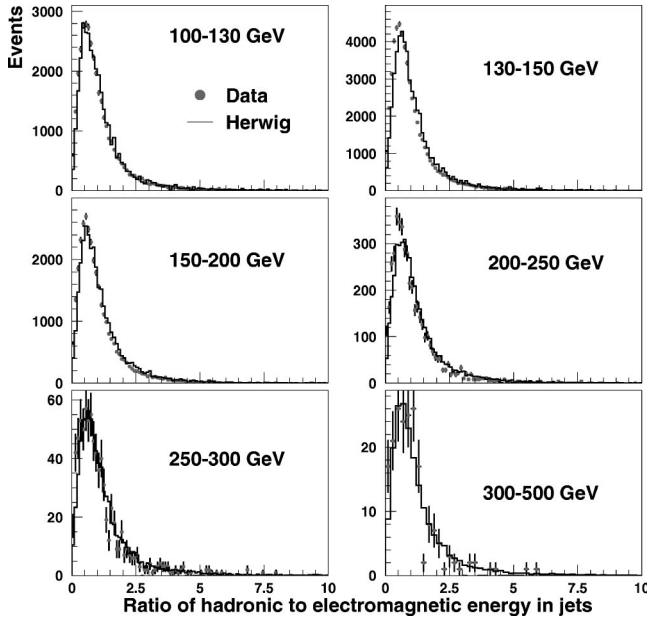 Events
3000
2000
1000
0
100-130 GeV
Data
Herwig
4000
3000
2000
1000
0
130-150 GeV
2000
1000
0
150-200 GeV
300
200
100
0
200-250 GeV
60
40
20
0
250-300 GeV
0 2.5 5 7.5 10
20
10
0
300-500 GeV
0 2.5 5 7.5 10
Ratio of hadronic to electromagnetic energy in jets